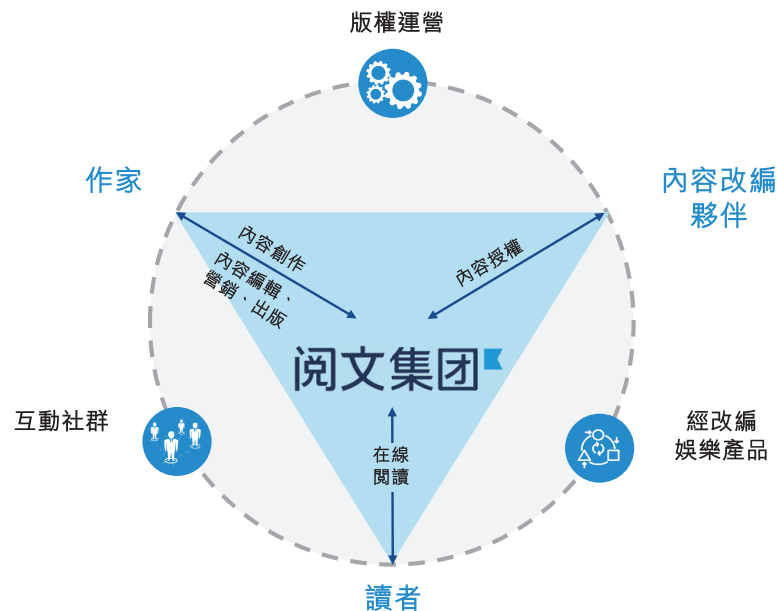 版權運營
作家
內容改編
夥伴
內容創作
內容編輯、
營銷、出版
內容授權
阅文集团
互動社群
經改編
娛樂產品
在線
閱讀
讀者